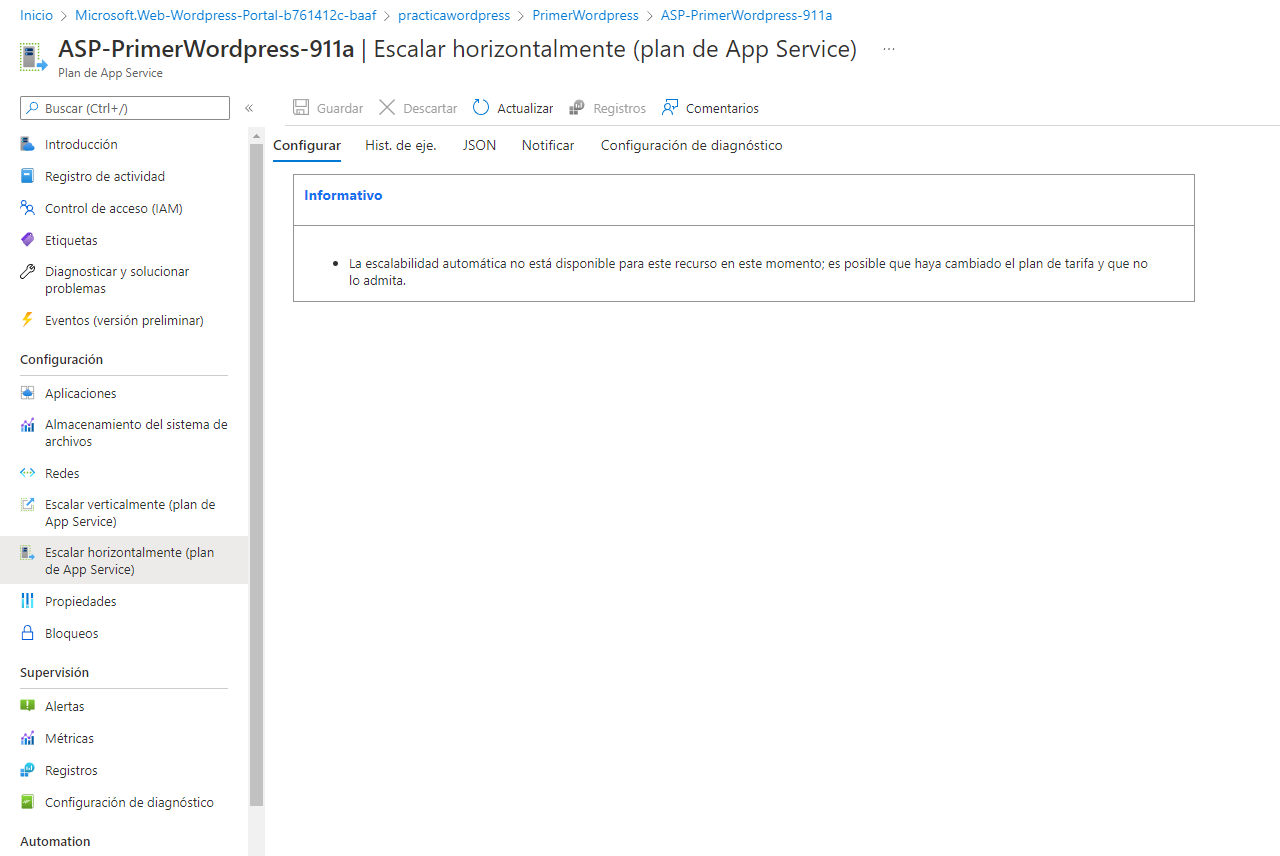 Inicio > Microsoft.Web-Wordpress-Portal-b761412c-baaf > practicawordpress > PrimerWordpress > ASP-PrimerWordpress-911a
ASP-PrimerWordpress-911a | Escalar horizontalmente (plan de App Service) ...
Plan de App Service
Buscar (Ctrl+/)
«
Guardar
Descartar
Actualizar
Registros
Comentarios
Introducción
Registro de actividad
Control de acceso (IAM)
Etiquetas
Diagnosticar y solucionar
problemas
Eventos (versión preliminar)
Configuración
Aplicaciones
Almacenamiento del sistema de
archivos
Redes
Escalar verticalmente (plan de
App Service)
Escalar horizontalmente (plan
de App Service)
Propiedades
Bloqueos
Supervisión
Alertas
Métricas
Registros
Configuración de diagnóstico
Automation
Configurar
Hist. de eje.
JSON
Notificar
Configuración de diagnóstico
Informativo
• La escalabilidad automática no está disponible para este recurso en este momento; es posible que haya cambiado el plan de tarifa y que no
lo admita.